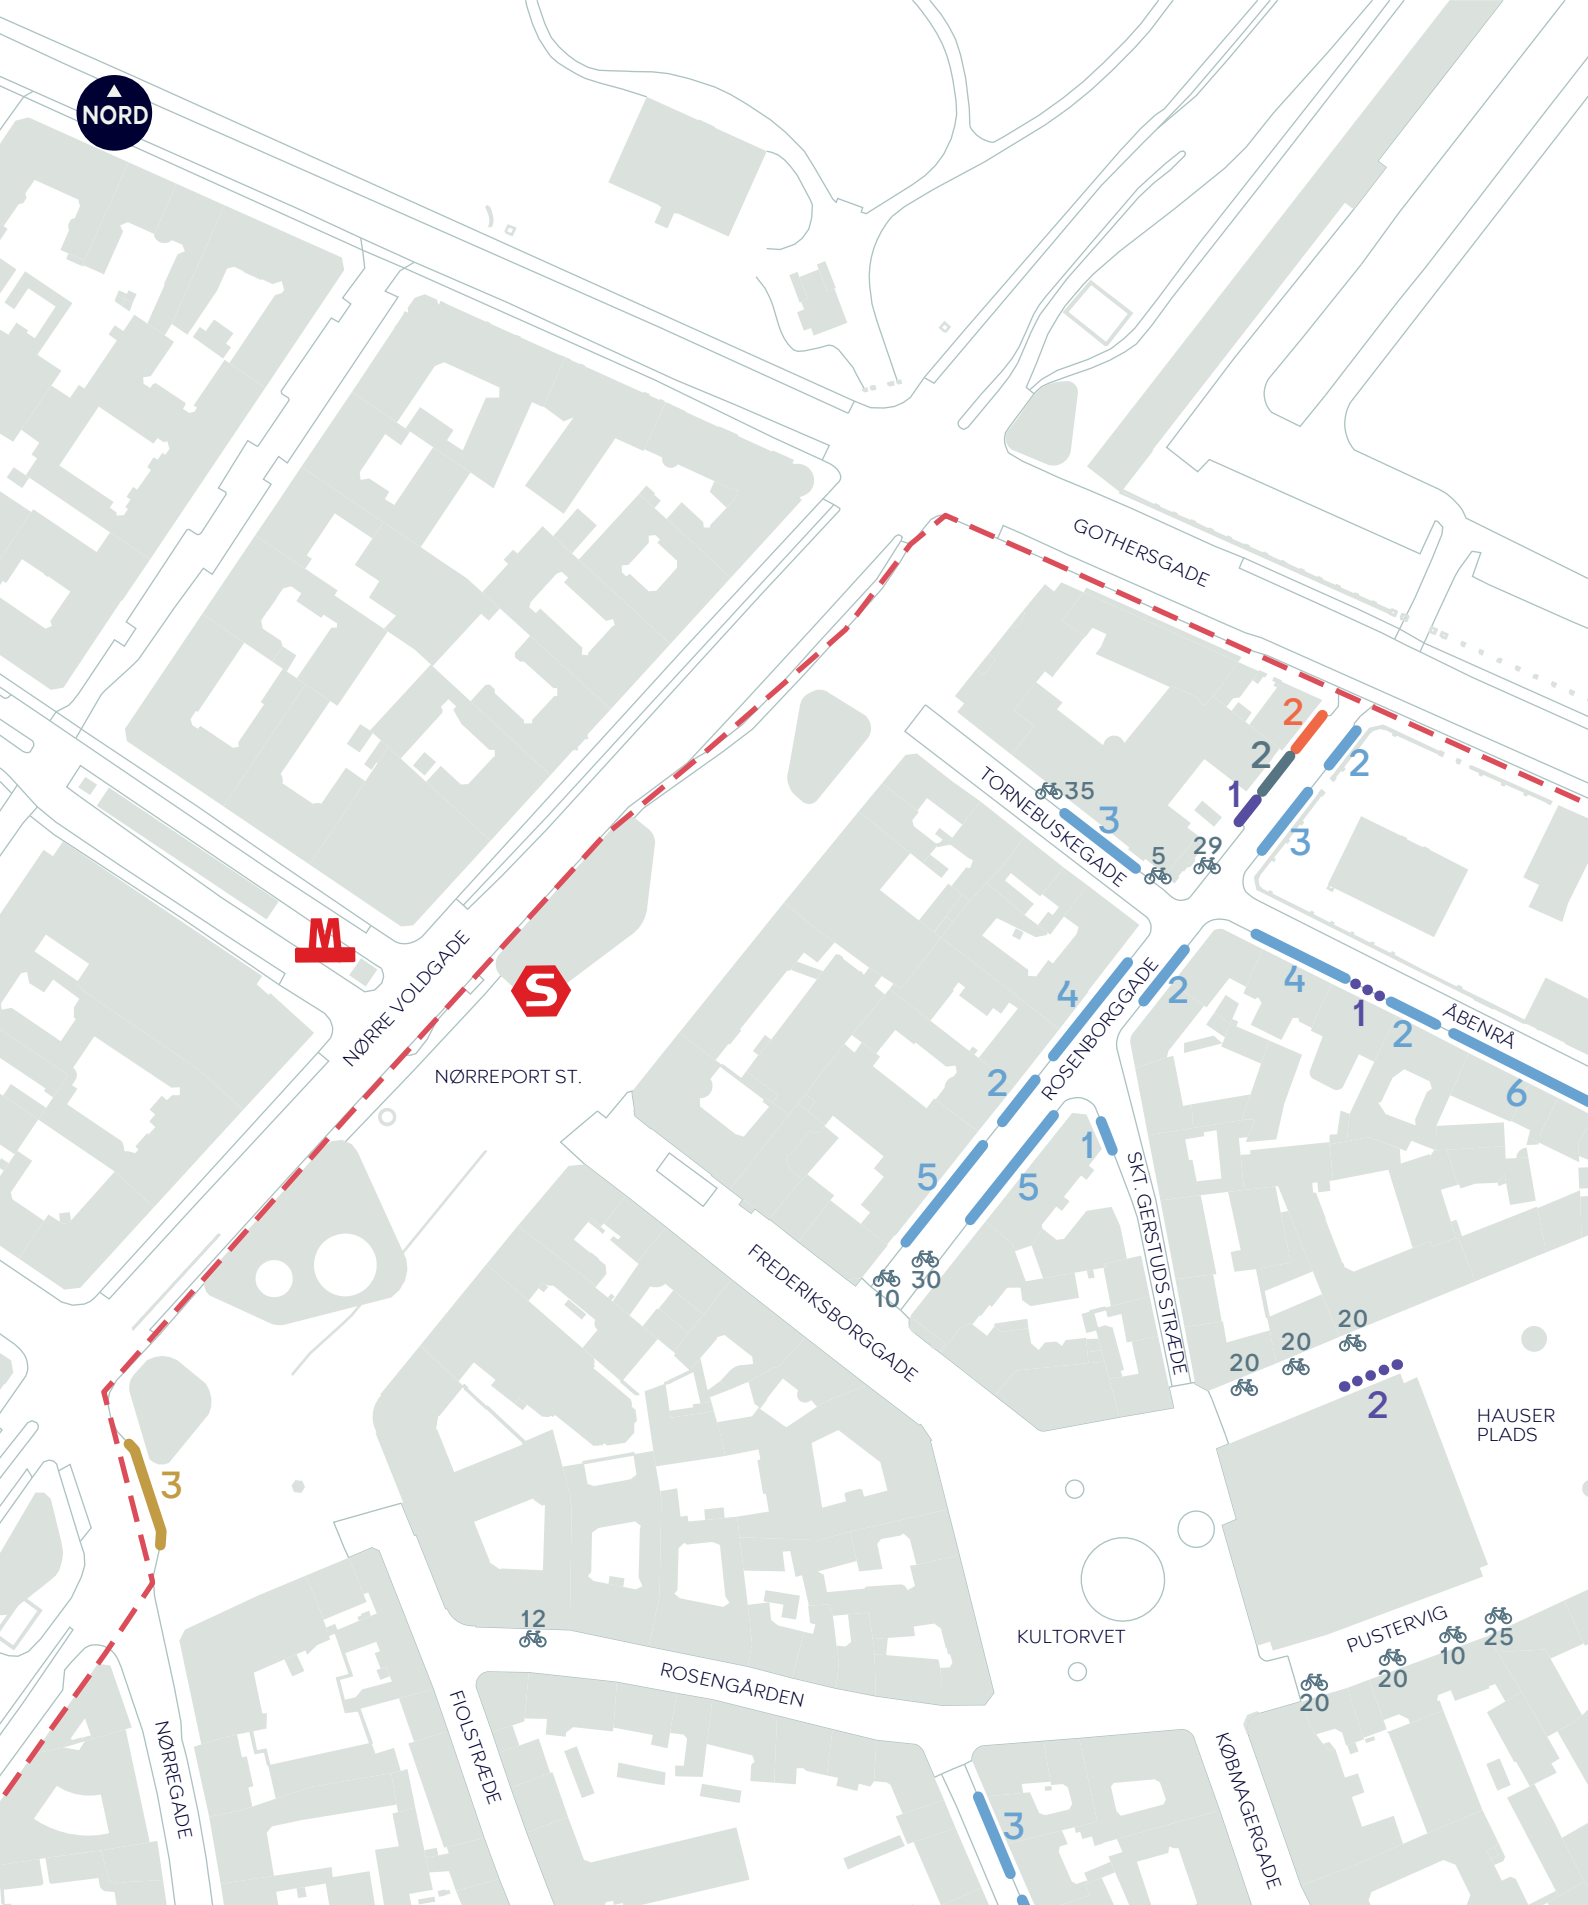 NORD
GOTHERSGADE
2
2
2
1
TORNEBUSKEGADE
35
3
5
29
3
M
S
NØRRE VOLDGADE
4
ROSENBORGGADE
2
4
1
2
ÅBENRÅ
6
NØRREPORT ST.
2
1
5
5
SKT. GERSTUDS STRÆDE
FREDERIKSBORGGADE
10
30
20
20
20
2
HAUSER
PLADS
3
12
KULTORVET
PUSTERVIG
20
20
10
25
ROSENGÅRDEN
FIOLSTRÆDE
NØRREGADE
KØBMAGERGADE
3